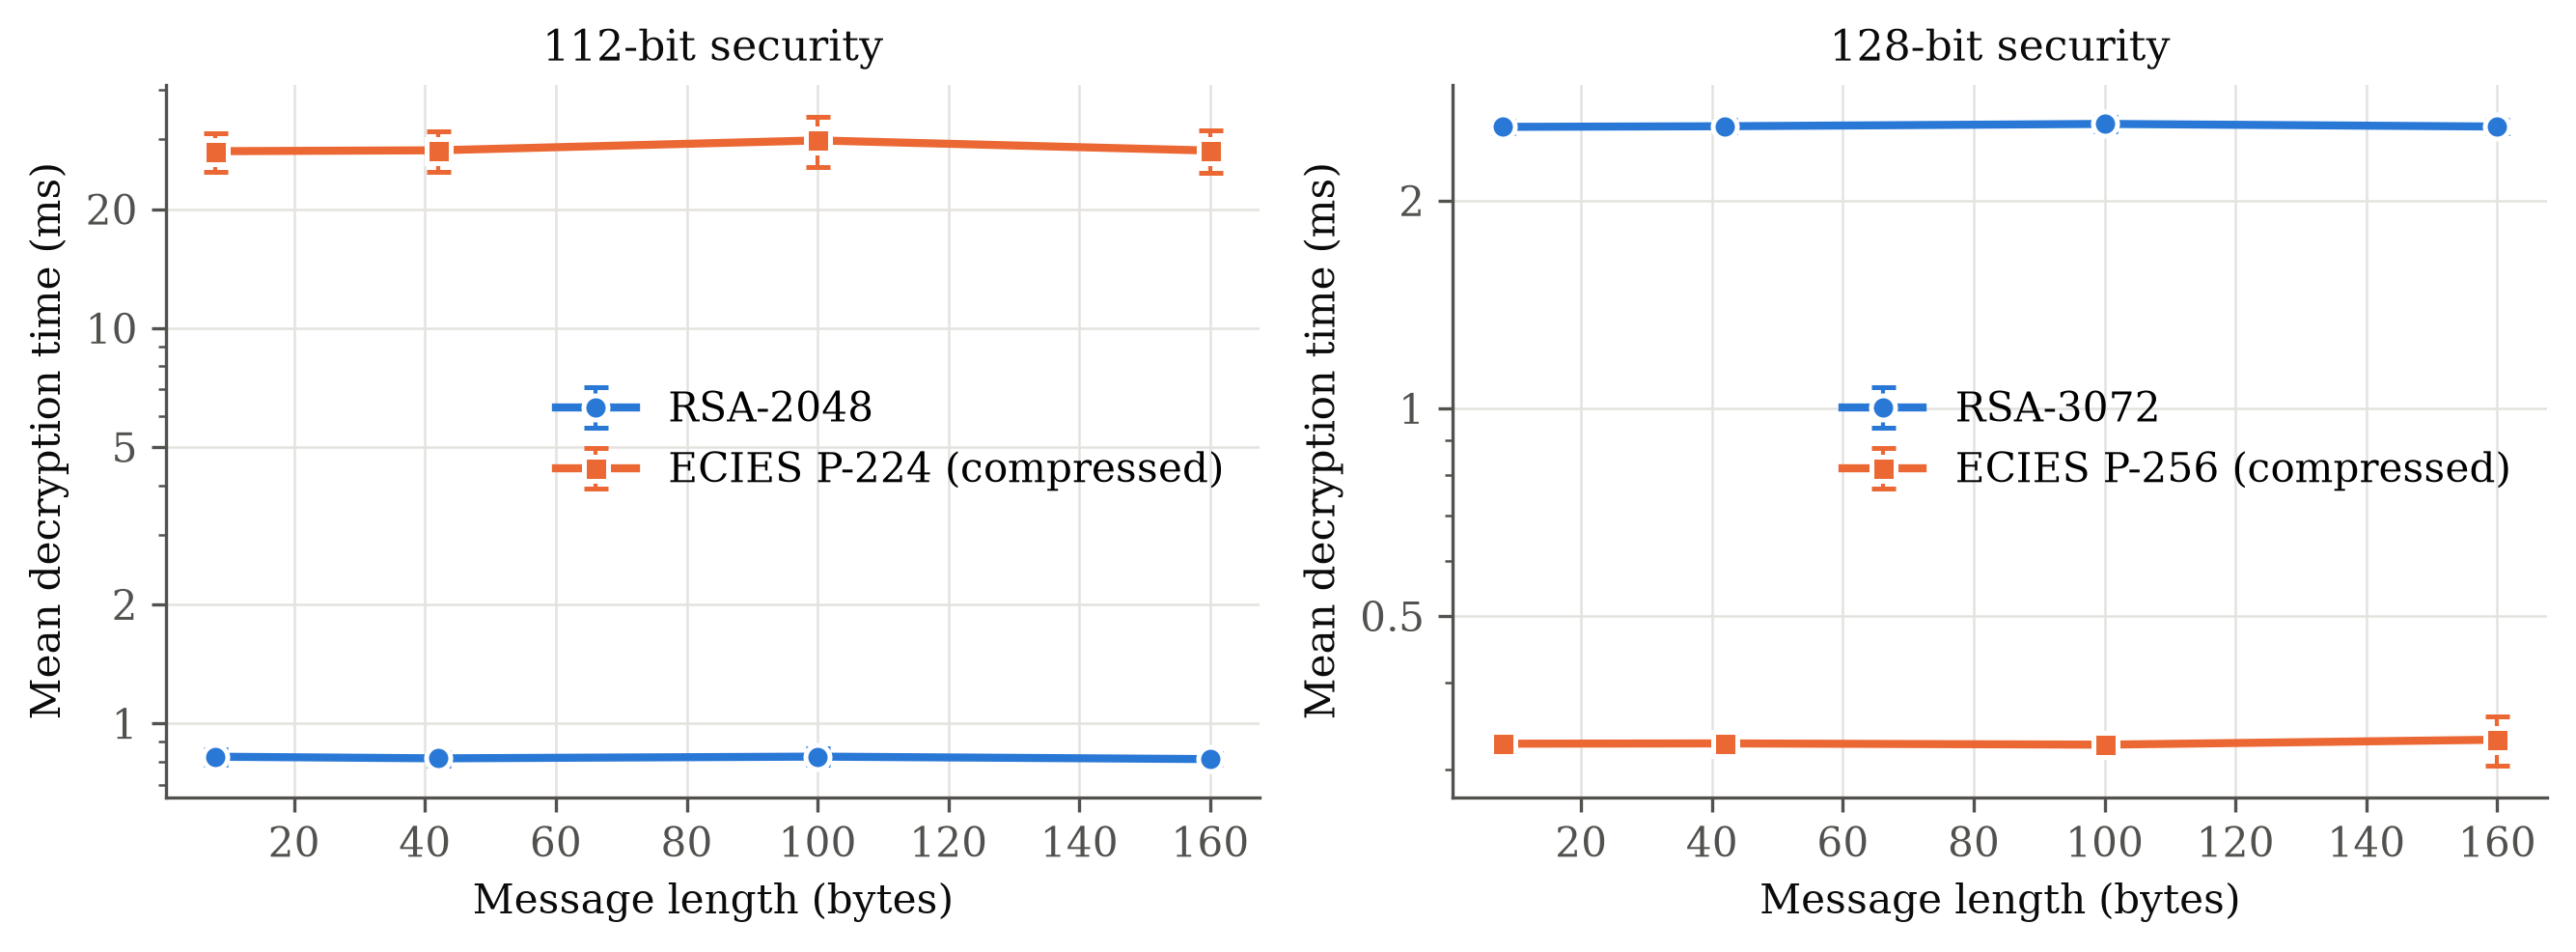 112-bit security
Mean decryption time (ms)
20
10
5
2
1
RSA-2048
ECIES P-224 (compressed)
20 40 60 80 100 120 140 160
Message length (bytes)
128-bit security
Mean decryption time (ms)
2
1
0.5
RSA-3072
ECIES P-256 (compressed)
20 40 60 80 100 120 140 160
Message length (bytes)